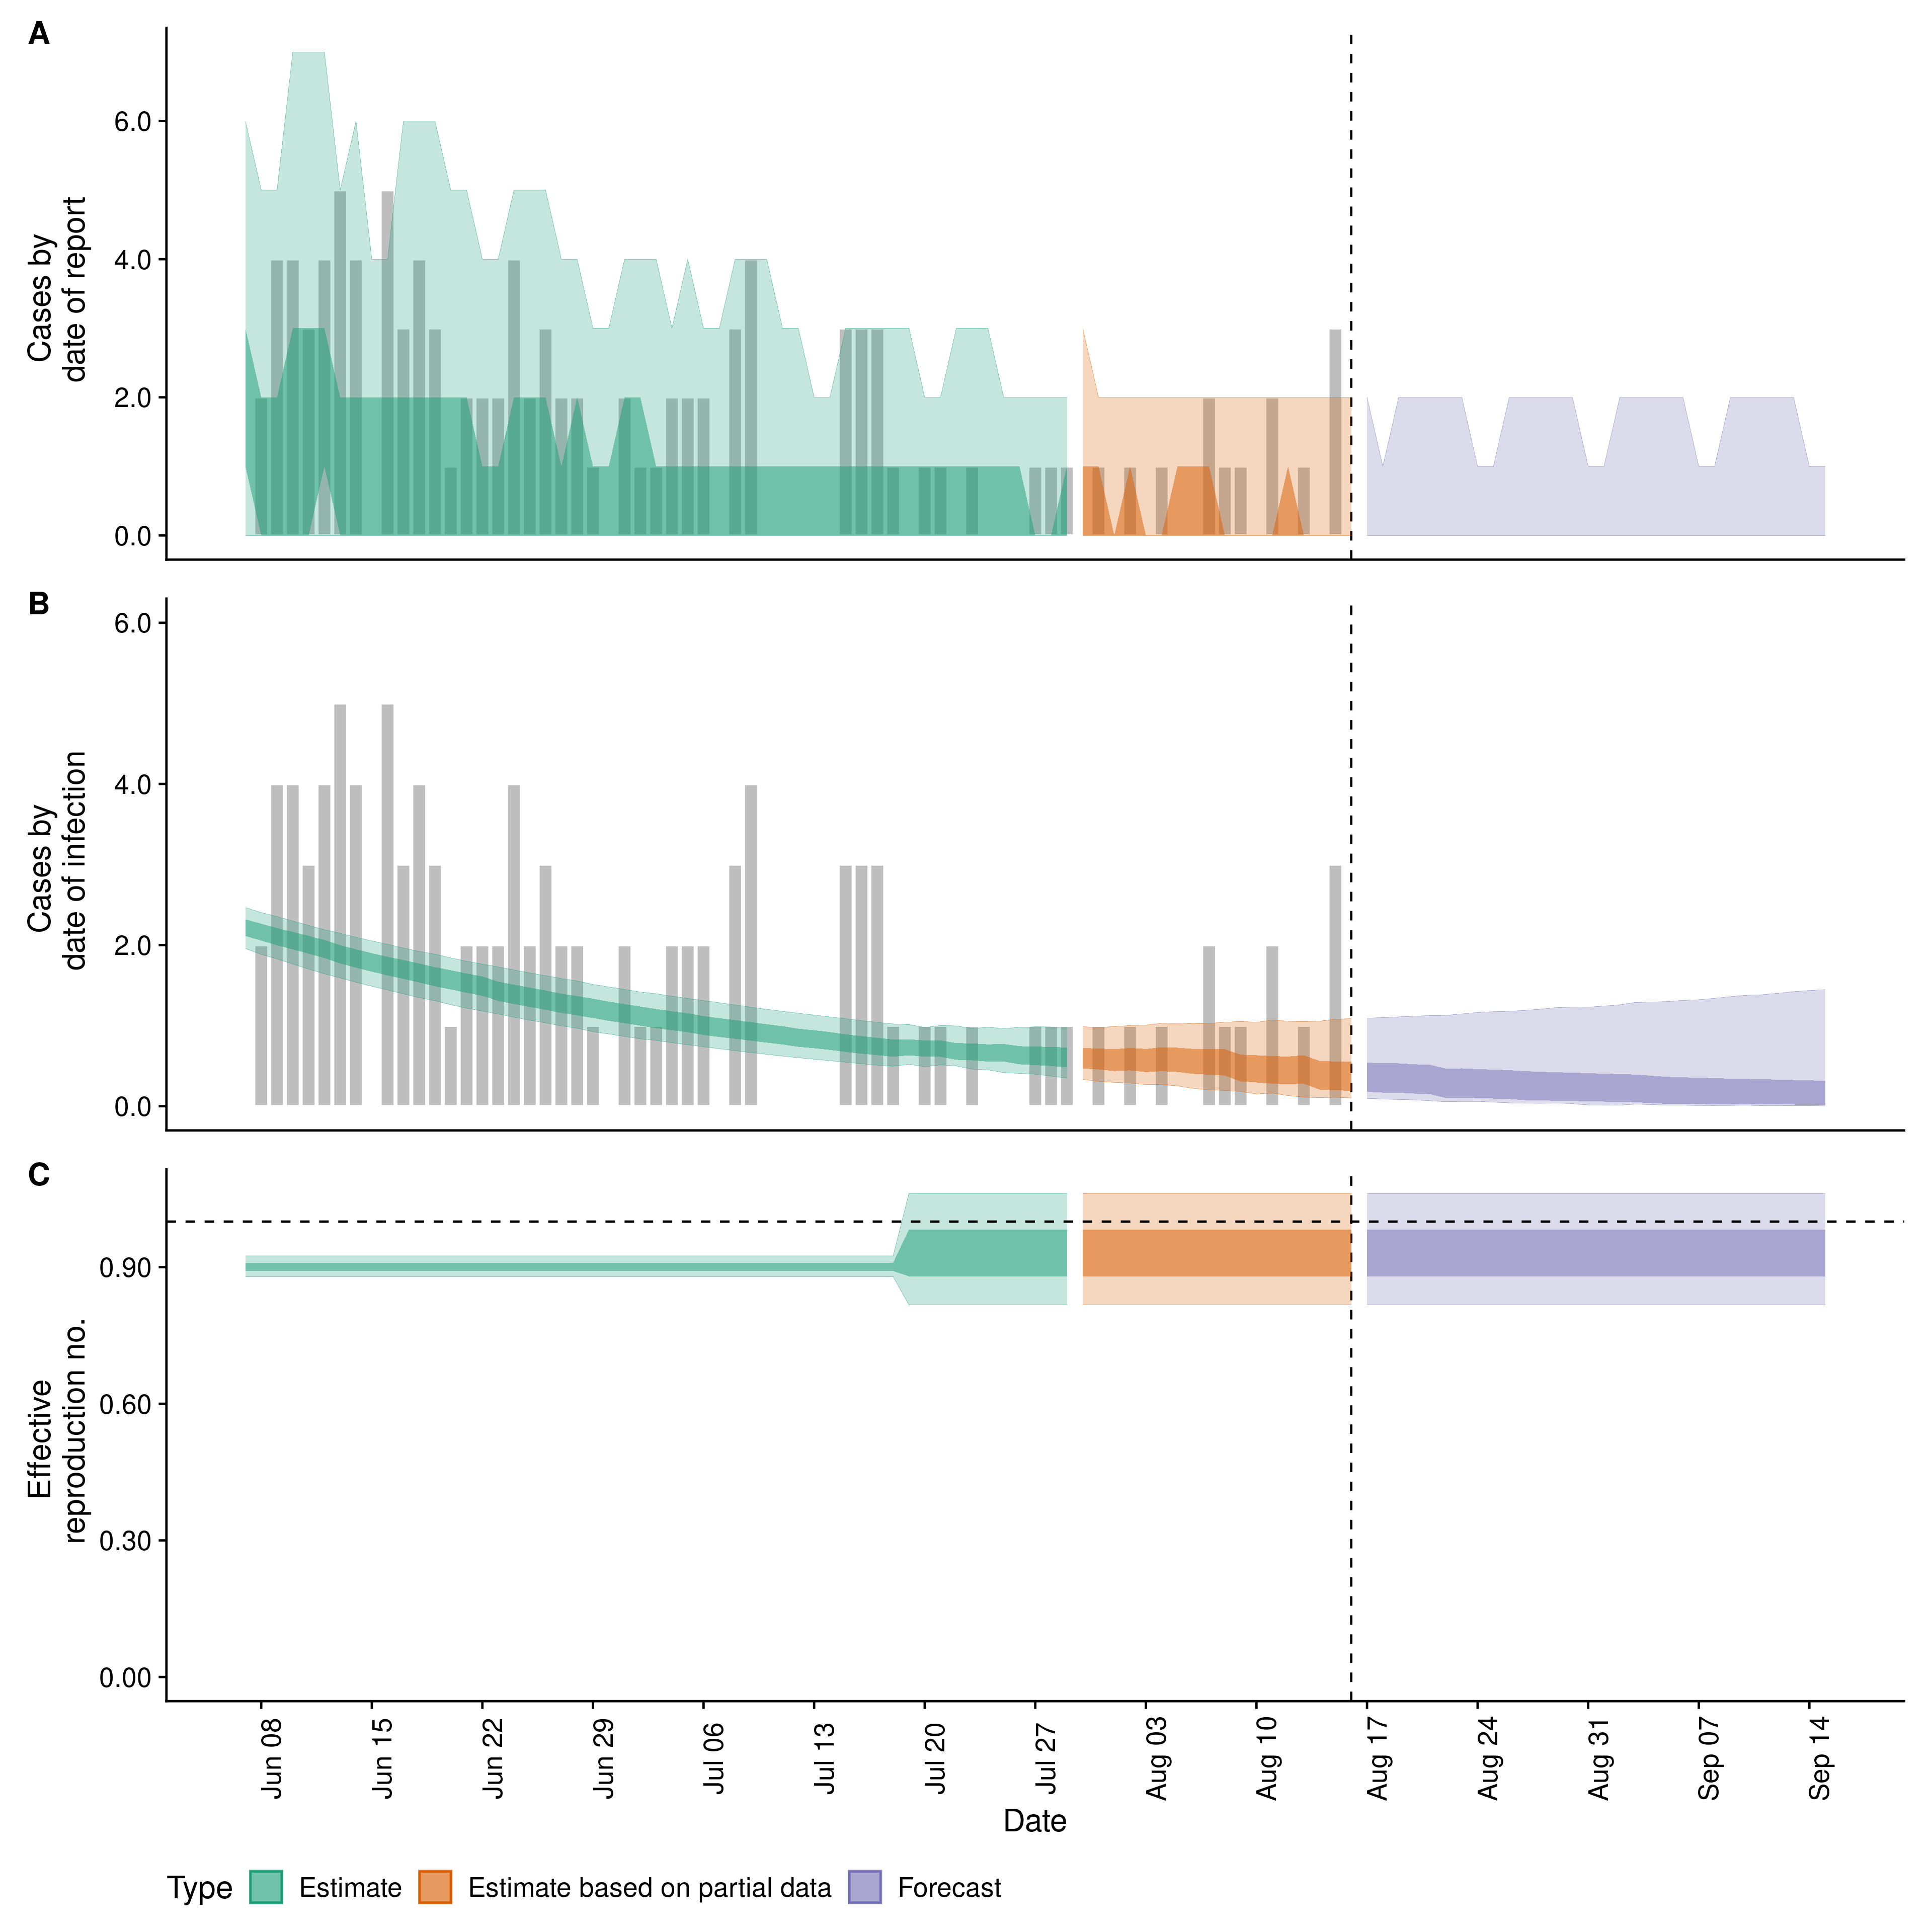 A
Cases by
date of report
6.0
4.0
2.0
0.0
B
Cases by
date of infection
6.0
4.0
2.0
0.0
C
Effective
reproduction no.
0.90
0.60
0.30
0.00
Jun 08
Jun 15
Jun 22
Jun 29
Jul 06
Jul 13
Jul 20
Jul 27
Aug 03
Aug 10
Aug 17
Aug 24
Aug 31
Sep 07
Sep 14
Date
Type Estimate Estimate based on partial data Forecast